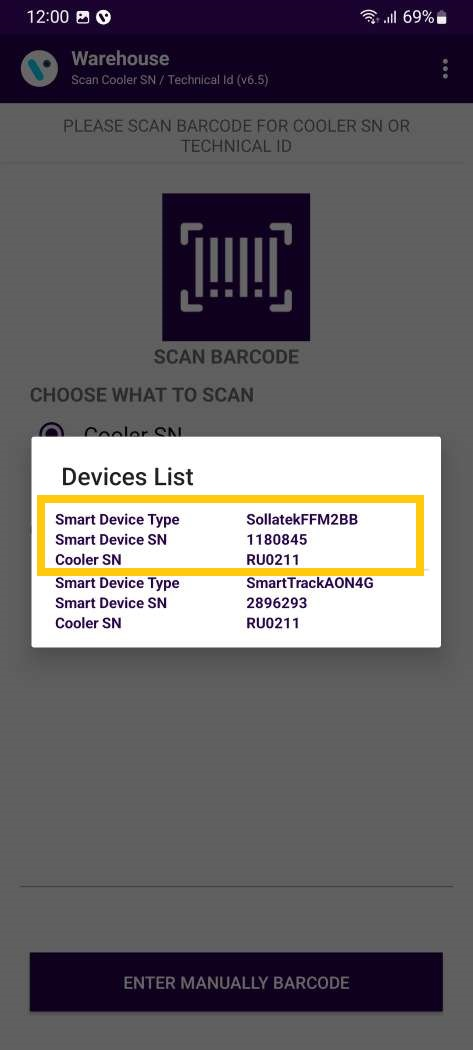 12:00
69%
Warehouse
Scan Cooler SN / Technical Id (v6.5)
PLEASE SCAN BARCODE FOR COOLER SN OR
TECHNICAL ID
SCAN BARCODE
CHOOSE WHAT TO SCAN
Cooler SN
Devices List
Smart Device Type SollatekFFM2BB
Smart Device SN 1180845
Cooler SN RU0211
Smart Device Type SmartTrackAON4G
Smart Device SN 2896293
Cooler SN RU0211
ENTER MANUALLY BARCODE